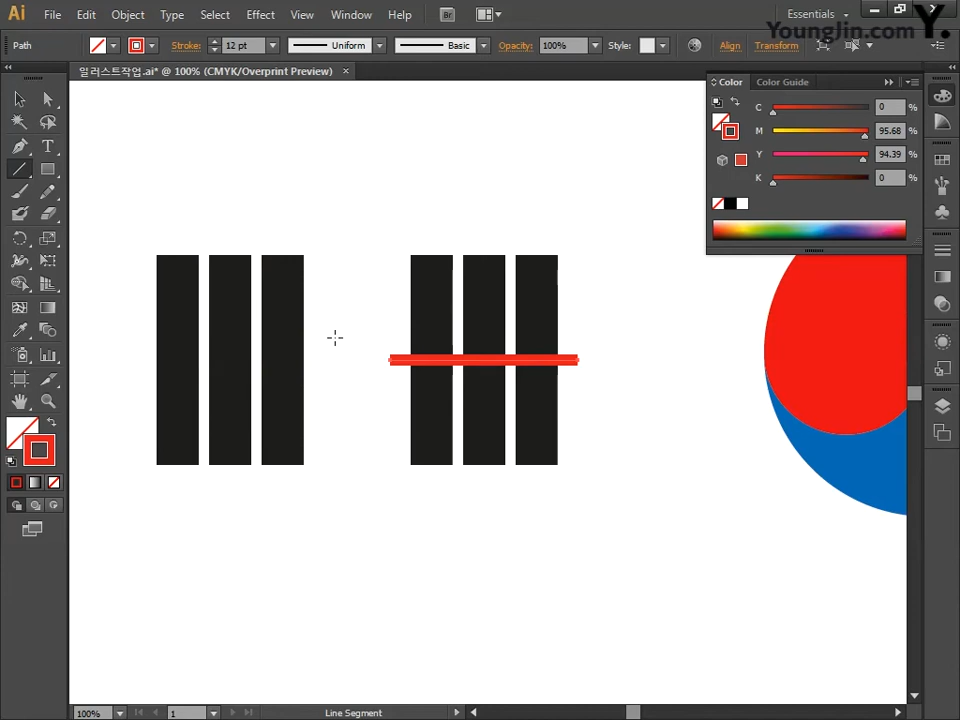 Ai File Edit Object Type Select Effect View Window Help Br Essentials
YoungJin.com Y.
Path Stroke: 12 pt Uniform Basic Opacity: 100% Style: Align Transform
일러스트작업.ai* @ 100% (CMYK/Overprint Preview) ×
Color Color Guide
C 0 %
M 95.68 %
Y 94.39 %
K 0 %
T
100% 1 Line Segment